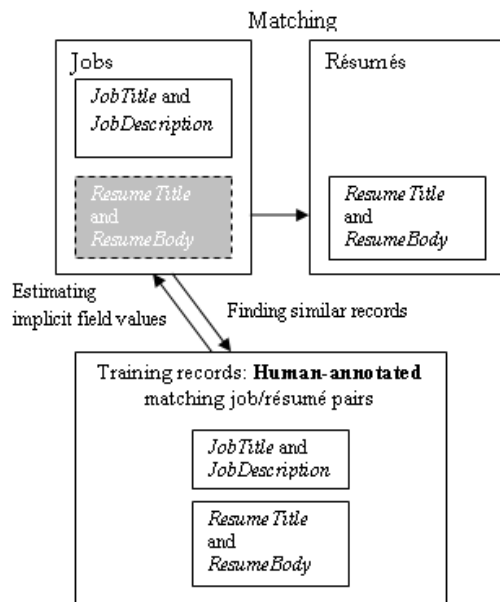 Matching
Jobs
JobTitle and
JobDescription
ResumeTitle
and
ResumeBody
Résumés
ResumeTitle
and
ResumeBody
Estimating
implicit field values
Finding similar records
Training records: Human-annotated
matching job/résumé pairs
JobTitle and
JobDescription
ResumeTitle
and
ResumeBody